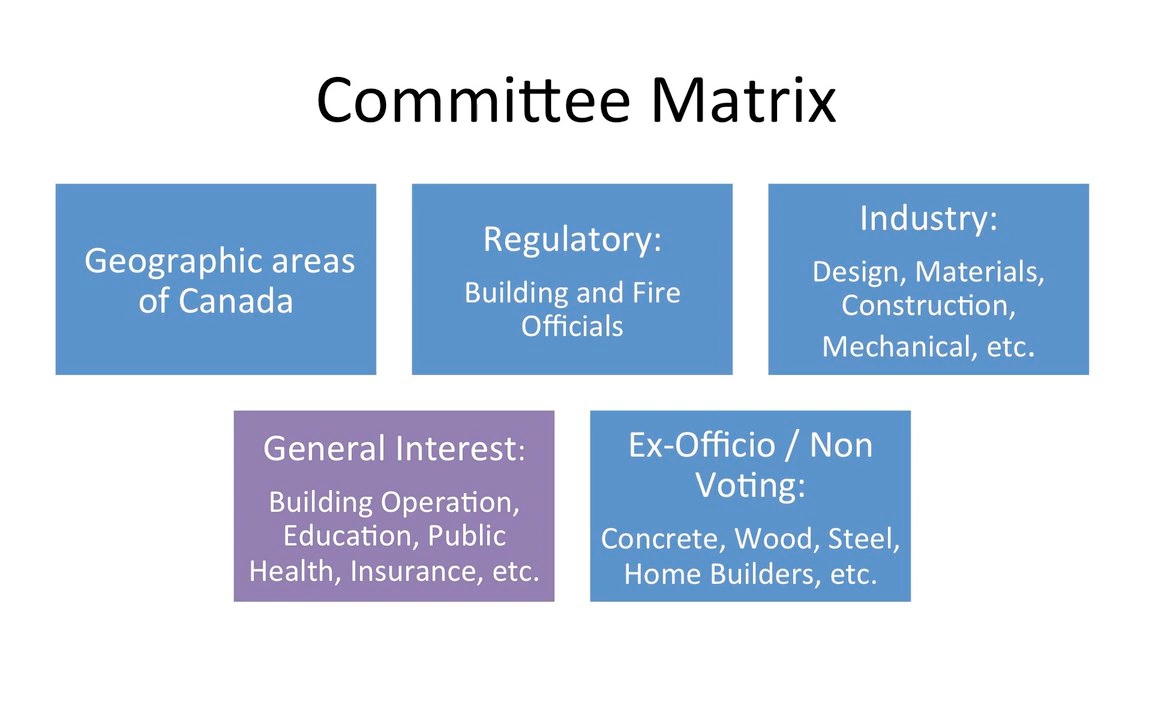 Committee Matrix
Geographic areas
of Canada
Regulatory:
Building and Fire
Officials
Industry:
Design, Materials,
Construction,
Mechanical, etc.
General Interest:
Building Operation,
Education, Public
Health, Insurance, etc.
Ex-Officio / Non
Voting:
Concrete, Wood, Steel,
Home Builders, etc.